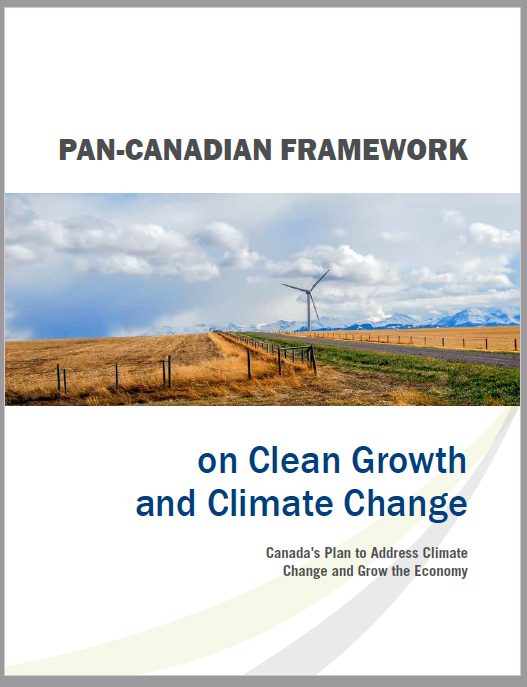 PAN-CANADIAN FRAMEWORK
on Clean Growth
and Climate Change
Canada's Plan to Address Climate
Change and Grow the Economy